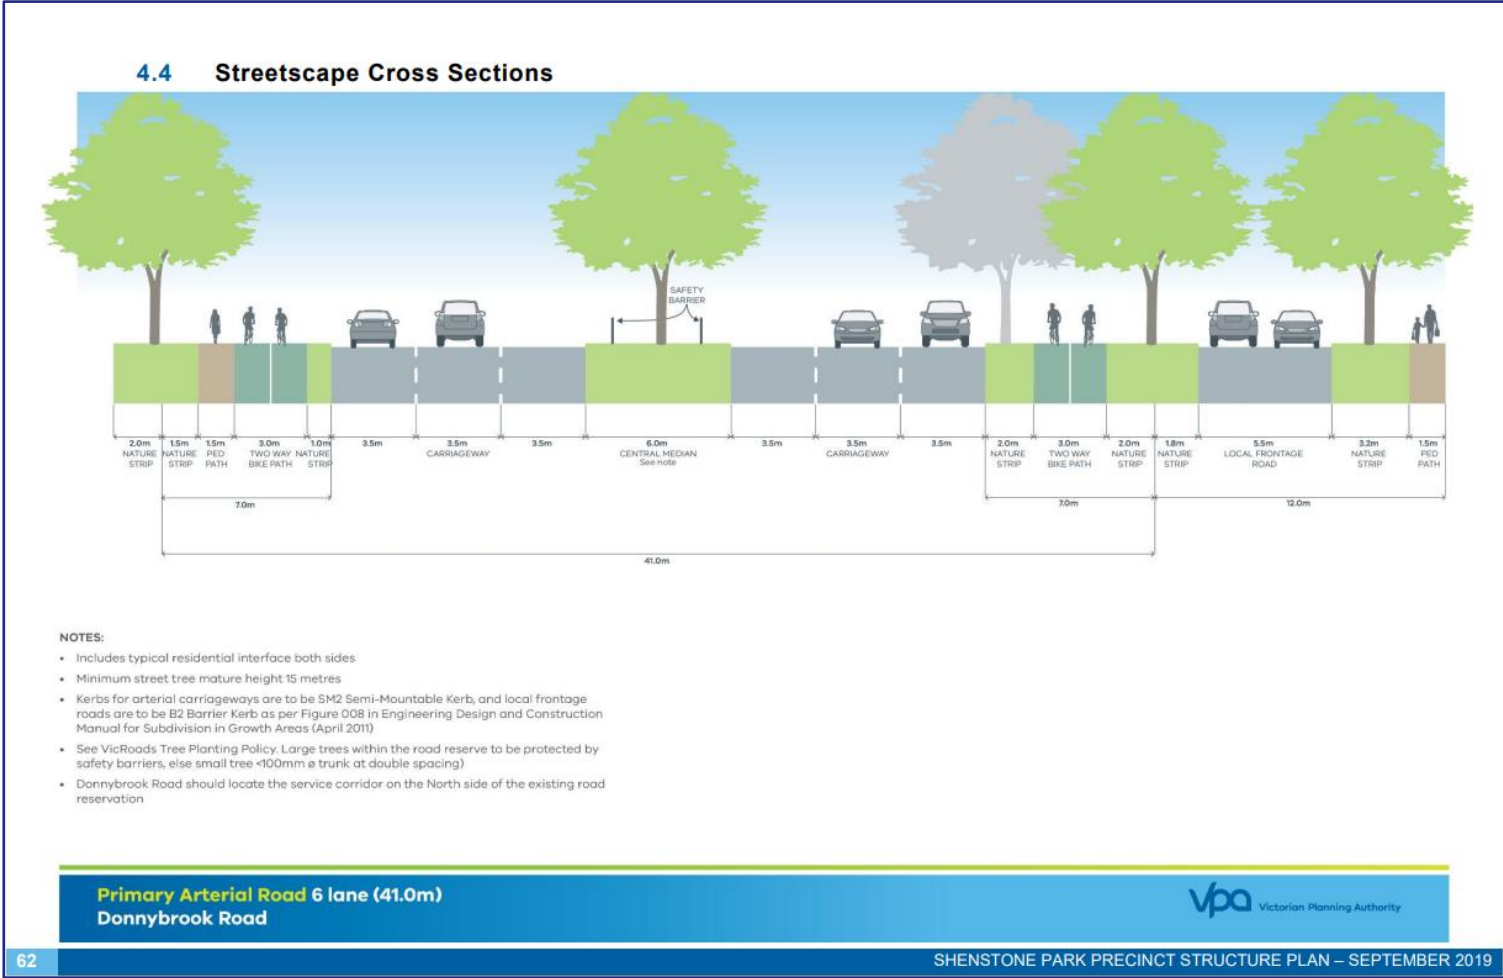 4.4 Streetscape Cross Sections
SAFETY
BARRIER
2.0m 1.5m 1.5m 3.0m 1.0m 3.5m 3.5m 3.5m 6.0m 3.5m 3.5m 3.5m 2.0m 3.0m 2.0m 1.8m 5.5m 3.2m 1.5m
NATURE NATURE PED TWO WAY NATURE CARRIAGEWAY CENTRAL MEDIAN CARRIAGEWAY NATURE TWO WAY NATURE NATURE LOCAL FRONTAGE NATURE PED
STRIP STRIP PATH BIKE PATH STRIP See note STRIP BIKE PATH STRIP STRIP ROAD STRIP PATH
7.0m 7.0m 12.0m
41.0m
NOTES:
• Includes typical residential interface both sides
• Minimum street tree mature height 15 metres
• Kerbs for arterial carriageways are to be SM2 Semi-Mountable Kerb, and local frontage
roads are to be B2 Barrier Kerb as per Figure 008 in Engineering Design and Construction
Manual for Subdivision in Growth Areas (April 2011)
• See VicRoads Tree Planting Policy. Large trees within the road reserve to be protected by
safety barriers, else small tree <100mm ø trunk at double spacing)
• Donnybrook Road should locate the service corridor on the North side of the existing road
reservation
Primary Arterial Road 6 lane (41.0m)
Donnybrook Road
vpa Victorian Planning Authority
62 SHENSTONE PARK PRECINCT STRUCTURE PLAN – SEPTEMBER 2019